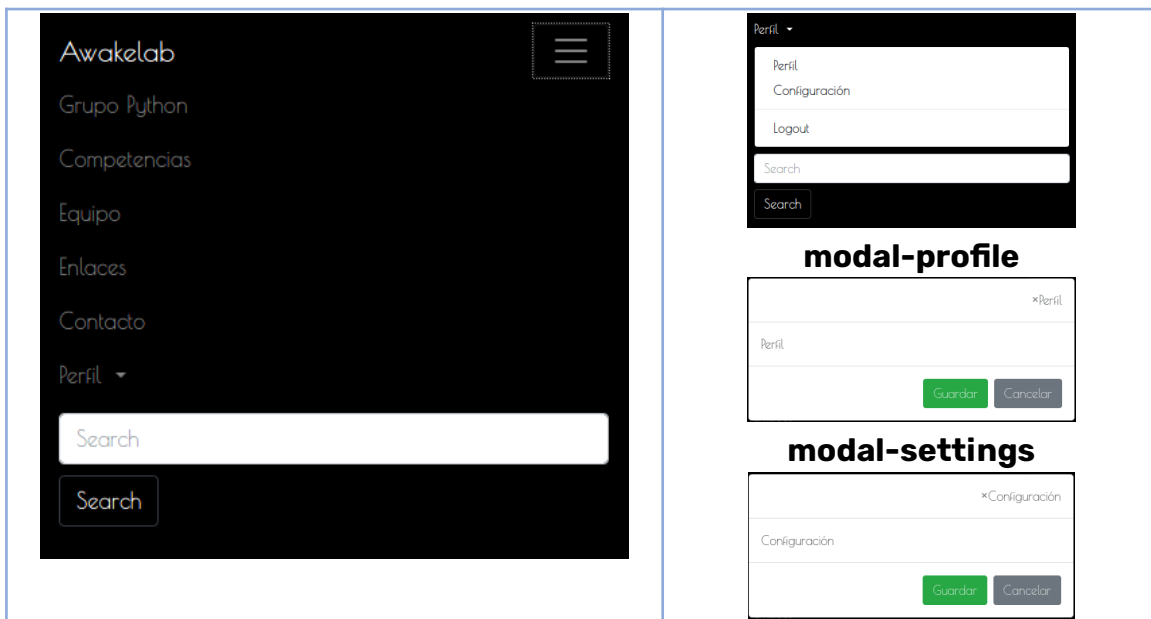 Awakelab
Grupo Python
Competencias
Equipo
Enlaces
Contacto
Perfil
Search
Search
Perfil
Perfil
Configuración
Logout
Search
Search
modal-profile
×Perfil
Perfil
Guardar Cancelar
modal-settings
×Configuración
Configuración
Guardar Cancelar